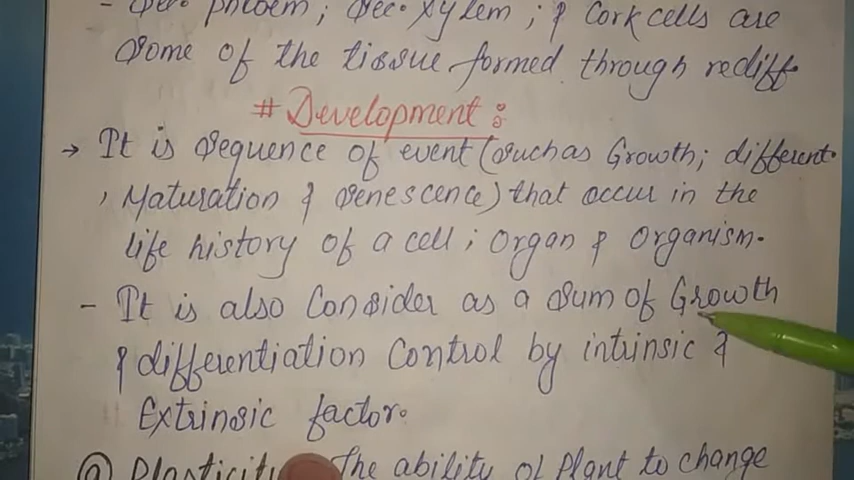 - Sec. phloem; Sec. xylem; & Cork cells are
some of the tissue formed through rediff.
# Development:
→ It is sequence of event (such as Growth; different.
, Maturation & senescence) that occur in the
life history of a cell; organ & organism.
- It is also Consider as a sum of Growth
& differentiation Control by intrinsic &
Extrinsic factor.
@ Plasticity The ability of Plant to change